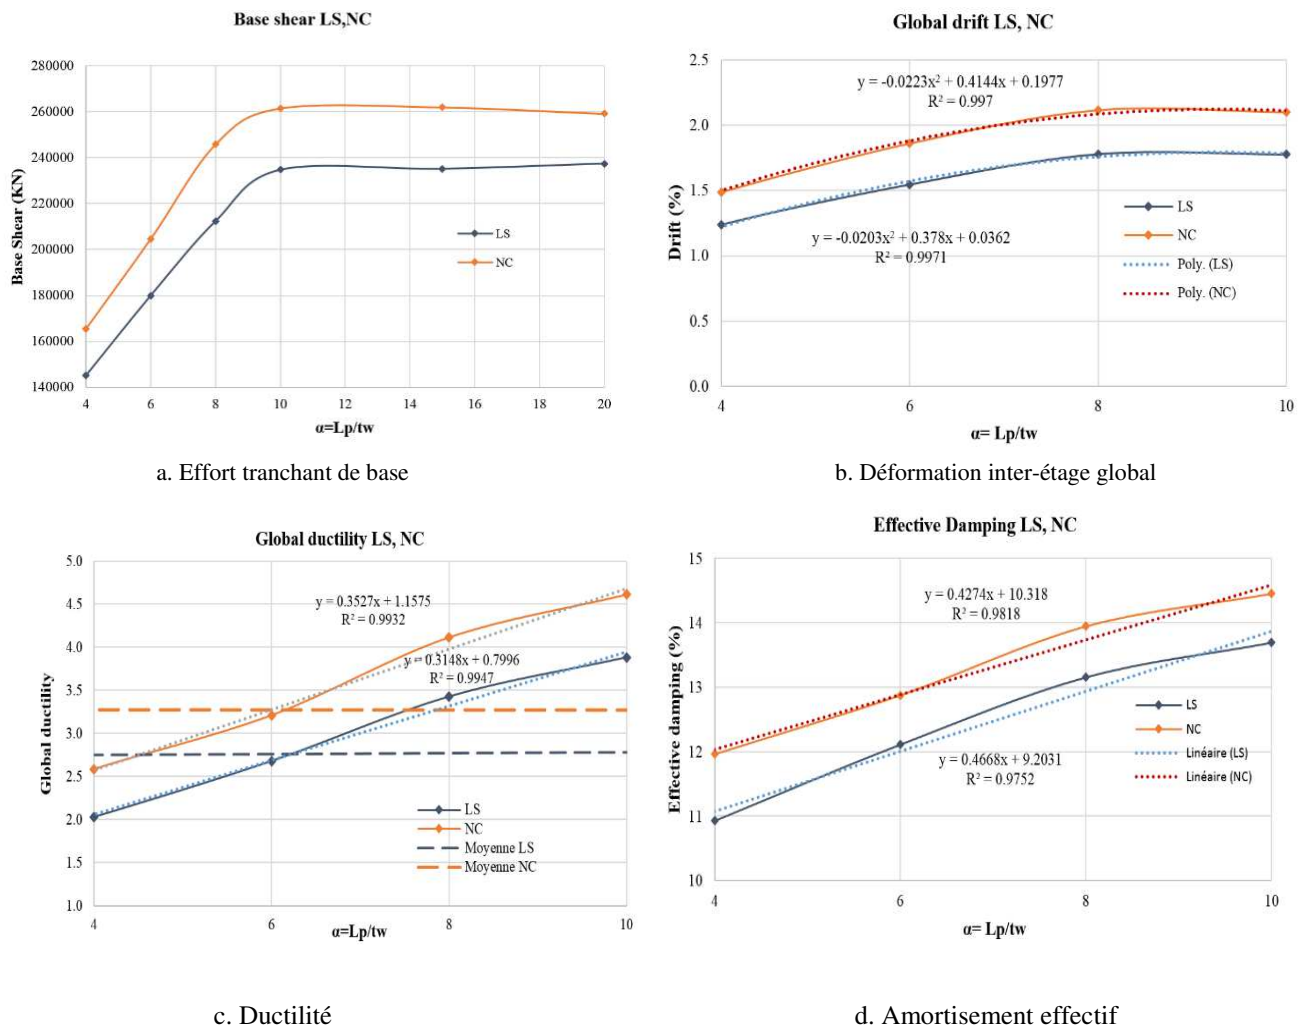 Base shear LS,NC
280000
260000
240000
220000
200000
180000
160000
140000
Base Shear (KN)
LS
NC
4 6 8 10 12 14 16 18 20
α=Lp/tw
a. Effort tranchant de base
Global drift LS, NC
2.5
2.0
1.5
1.0
0.5
0.0
Drift (%)
y = -0.0223x² + 0.4144x + 0.1977
R² = 0.997
y = -0.0203x² + 0.378x + 0.0362
R² = 0.9971
LS
NC
Poly. (LS)
Poly. (NC)
4 6 8 10
α= Lp/tw
b. Déformation inter-étage global
Global ductility LS, NC
5.0
4.5
4.0
3.5
3.0
2.5
2.0
1.5
1.0
Global ductility
y = 0.3527x + 1.1575
R² = 0.9932
y = 0.3148x + 0.7996
R² = 0.9947
LS
NC
Moyenne LS
Moyenne NC
4 6 8 10
α=Lp/tw
c. Ductilité
Effective Damping LS, NC
15
14
13
12
11
10
Effective damping (%)
y = 0.4274x + 10.318
R² = 0.9818
y = 0.4668x + 9.2031
R² = 0.9752
LS
NC
Linéaire (LS)
Linéaire (NC)
4 6 8 10
α= Lp/tw
d. Amortisement effectif